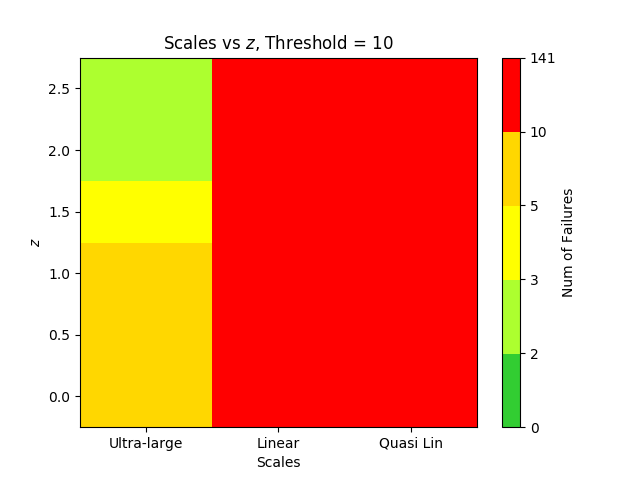 Scales vs z, Threshold = 10
2.5
2.0
1.5
1.0
0.5
0.0
z
Ultra-large
Linear
Quasi Lin
Scales
141
10
5
3
2
0
Num of Failures